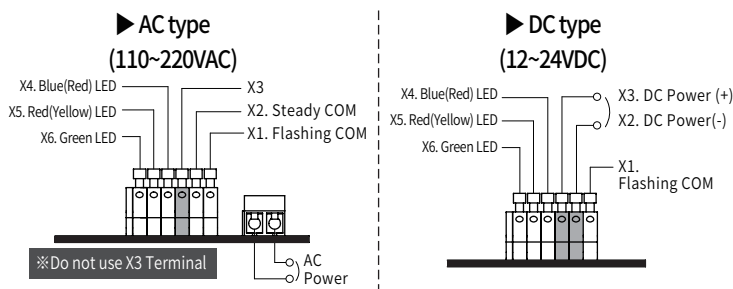 ▶ AC type
(110~220VAC)
X4. Blue(Red) LED
X5. Red(Yellow) LED
X6. Green LED
X3
X2. Steady COM
X1. Flashing COM
※Do not use X3 Terminal
AC
Power
▶ DC type
(12~24VDC)
X4. Blue(Red) LED
X5. Red(Yellow) LED
X6. Green LED
X3. DC Power (+)
X2. DC Power(-)
X1.
Flashing COM